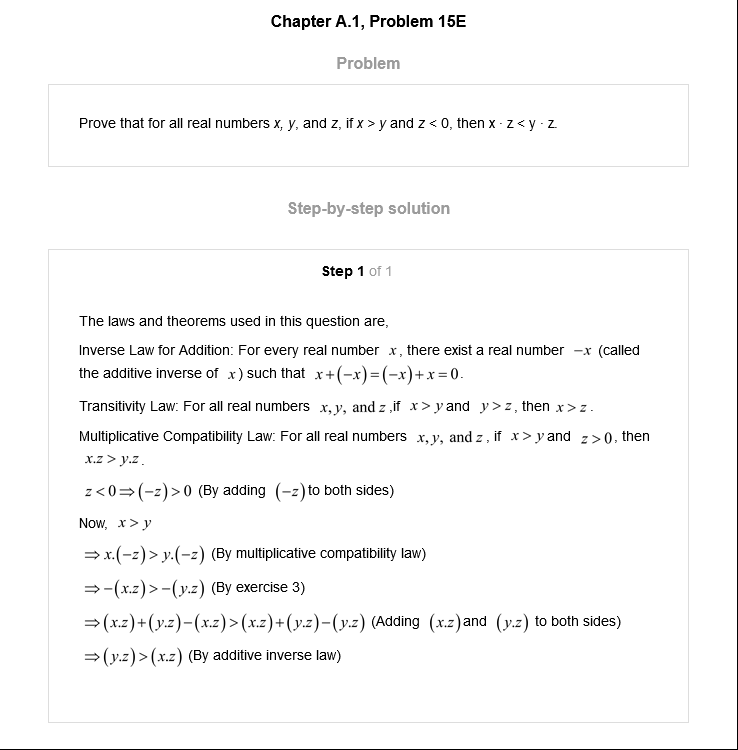 Chapter A.1, Problem 15E
Problem
Prove that for all real numbers x, y, and z, if x > y and z < 0, then x · z < y · z.
Step-by-step solution
Step 1 of 1
The laws and theorems used in this question are,
Inverse Law for Addition: For every real number x, there exist a real number −x (called
the additive inverse of x) such that x+(−x)=(−x)+x=0.
Transitivity Law: For all real numbers x, y, and z ,if x > y and y > z, then x > z.
Multiplicative Compatibility Law: For all real numbers x, y, and z, if x > y and z > 0, then
x.z > y.z.
z < 0 ⇒ (−z) > 0 (By adding (−z) to both sides)
Now, x > y
⇒ x.(−z) > y.(−z) (By multiplicative compatibility law)
⇒ −(x.z) > −(y.z) (By exercise 3)
⇒ (x.z)+(y.z)−(x.z) > (x.z)+(y.z)−(y.z) (Adding (x.z) and (y.z) to both sides)
⇒ (y.z) > (x.z) (By additive inverse law)